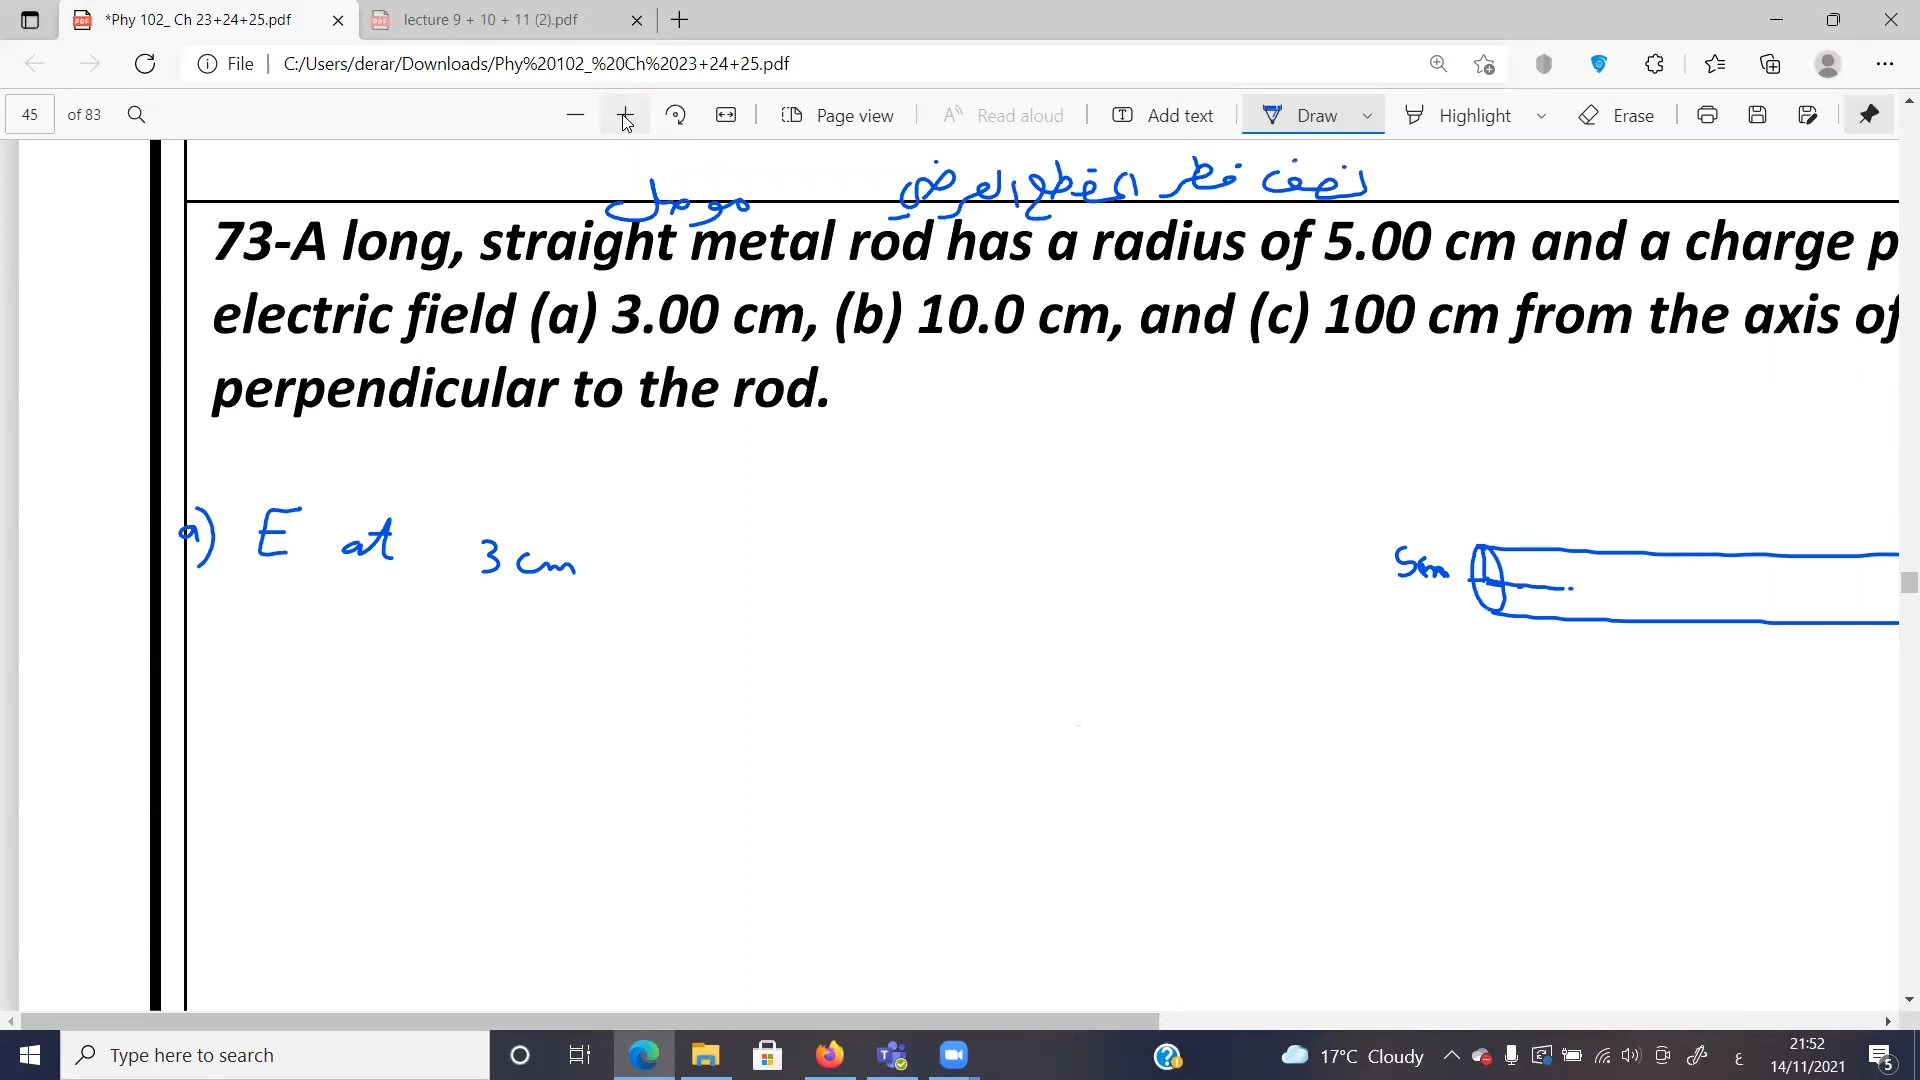 *Phy 102_ Ch 23+24+25.pdf
lecture 9 + 10 + 11 (2).pdf
File
C:/Users/derar/Downloads/Phy%20102_%20Ch%2023+24+25.pdf
45 of 83
Page view
Read aloud
Add text
Draw
Highlight
Erase
نصف قطر المقطع العرضي
موصل
73-A long, straight metal rod has a radius of 5.00 cm and a charge p
electric field (a) 3.00 cm, (b) 10.0 cm, and (c) 100 cm from the axis of
perpendicular to the rod.
a) E at 3 cm
5cm
Type here to search
17°C Cloudy
ع
21:52
14/11/2021
5